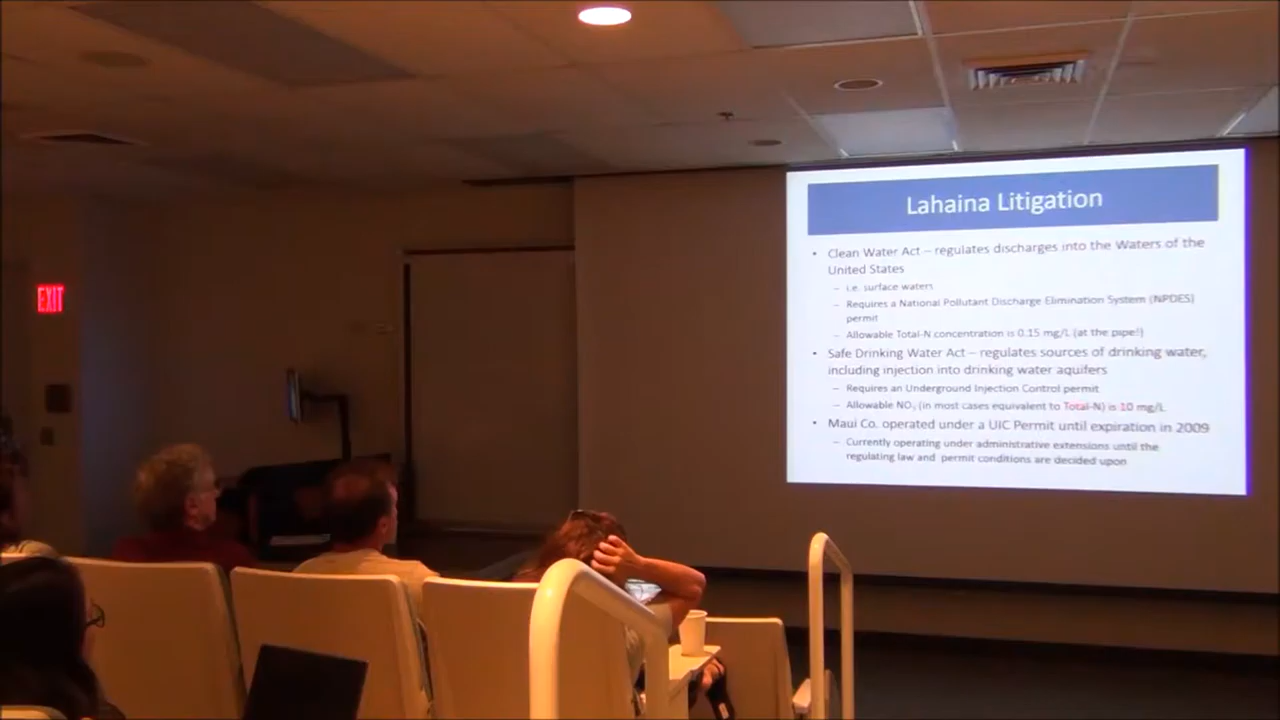 EXIT
Lahaina Litigation
• Clean Water Act – regulates discharges into the Waters of the
United States
– i.e. surface waters
– Requires a National Pollutant Discharge Elimination System (NPDES)
permit
– Allowable Total-N concentration is 0.15 mg/L (at the pipe!)
• Safe Drinking Water Act – regulates sources of drinking water,
including injection into drinking water aquifers
– Requires an Underground Injection Control permit
– Allowable NO₃ (in most cases equivalent to Total-N) is 10 mg/L
• Maui Co. operated under a UIC Permit until expiration in 2009
– Currently operating under administrative extensions until the
regulating law and permit conditions are decided upon